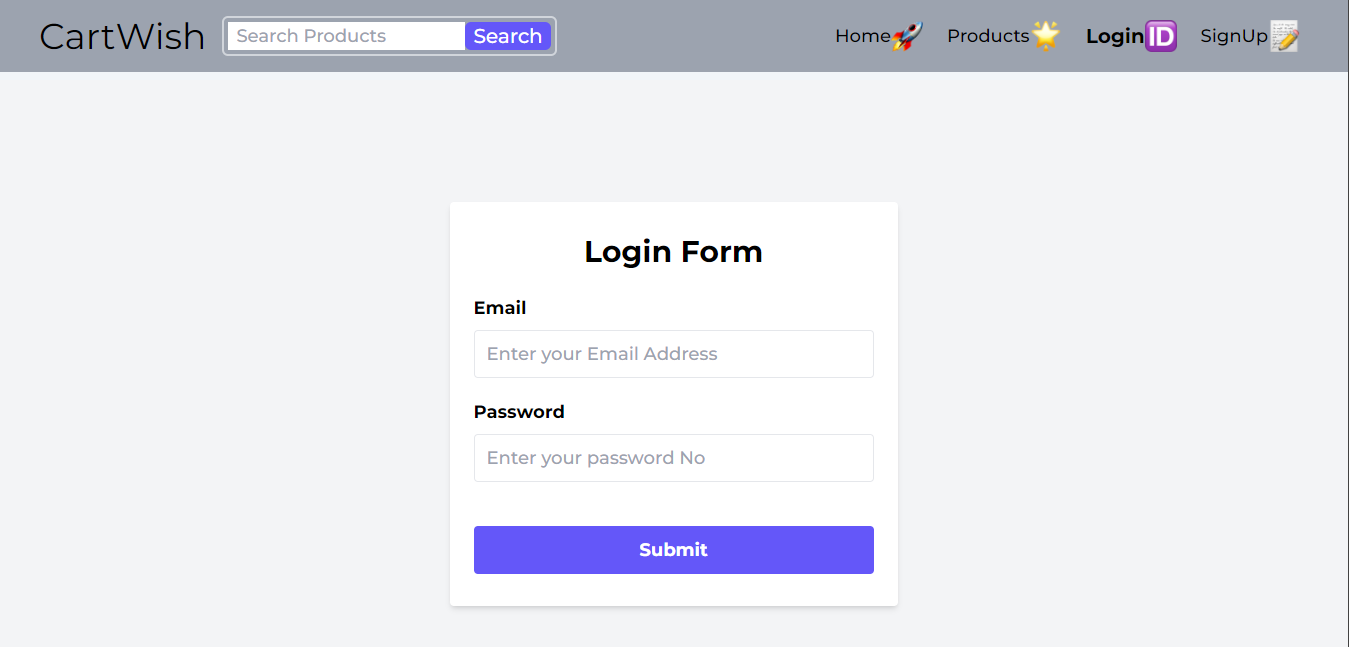 CartWish Search Products Search Home🚀 Products🌟 Login🆔 SignUp📝
Login Form
Email
Enter your Email Address
Password
Enter your password No
Submit